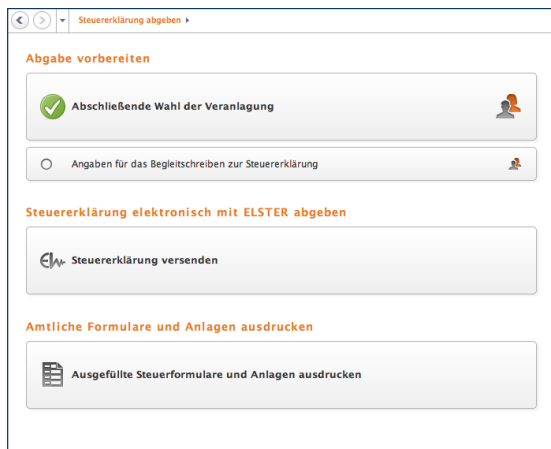 Steuererklärung abgeben
Abgabe vorbereiten
Abschließende Wahl der Veranlagung
Angaben für das Begleitschreiben zur Steuererklärung
Steuererklärung elektronisch mit ELSTER abgeben
Steuererklärung versenden
Amtliche Formulare und Anlagen ausdrucken
Ausgefüllte Steuerformulare und Anlagen ausdrucken